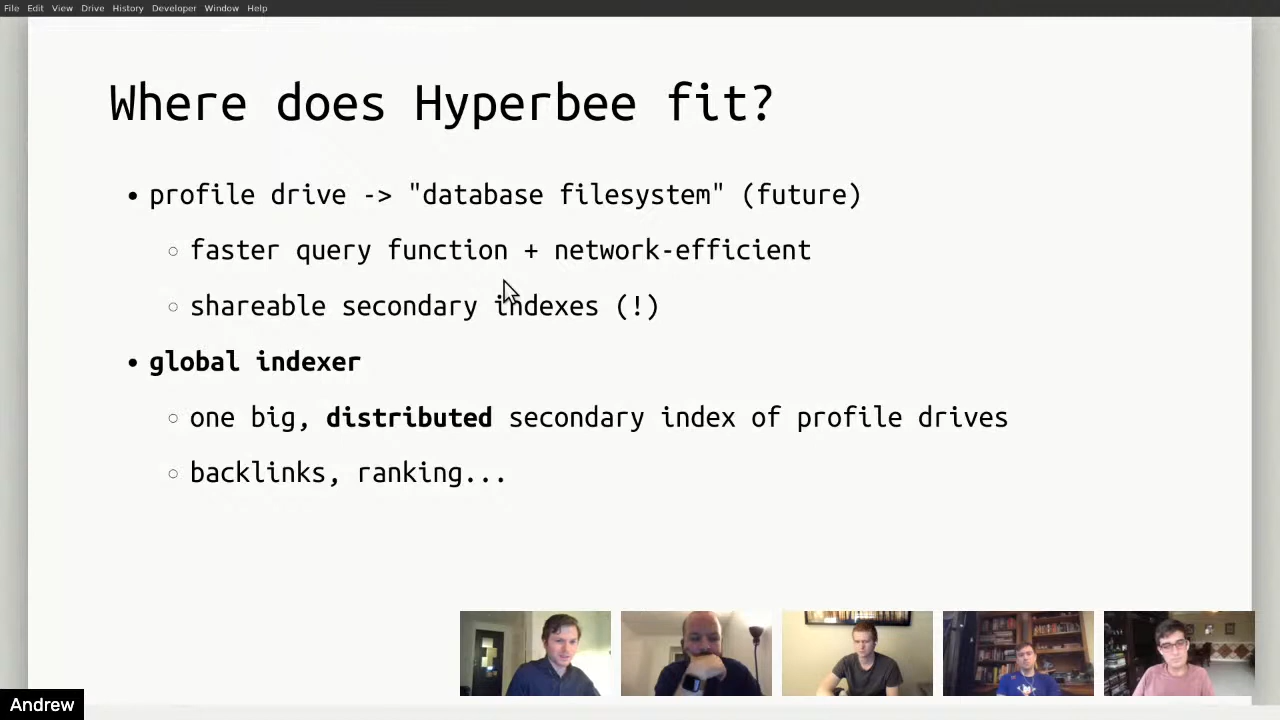 File Edit View Drive History Developer Window Help
Where does Hyperbee fit?
• profile drive -> "database filesystem" (future)
○ faster query function + network-efficient
○ shareable secondary indexes (!)
• global indexer
○ one big, distributed secondary index of profile drives
○ backlinks, ranking...
Andrew